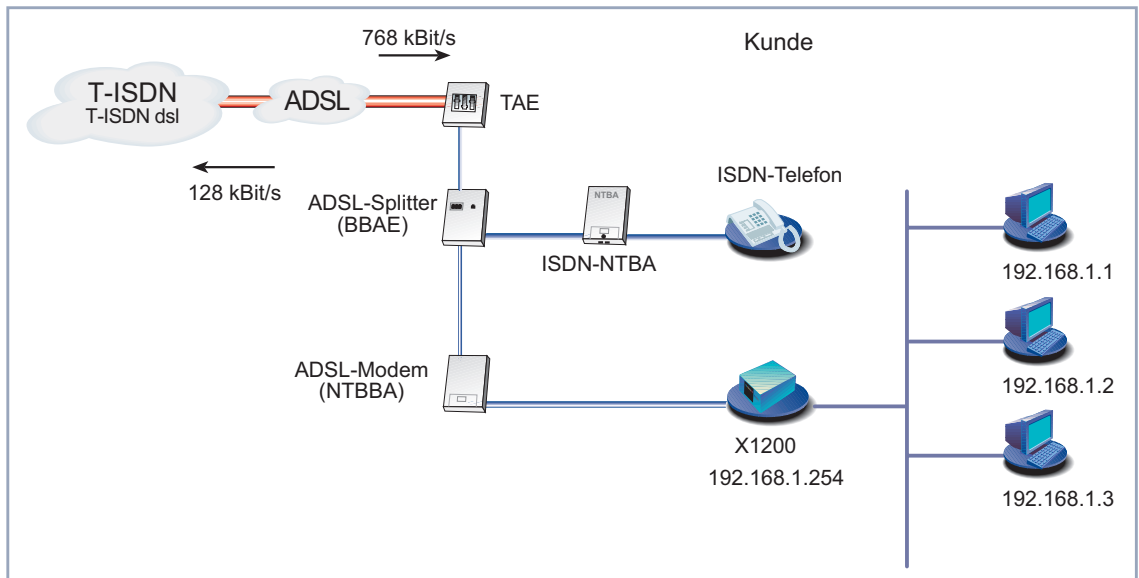 768 kBit/s
Kunde
T-ISDN
T-ISDN dsl
ADSL
TAE
128 kBit/s
ADSL-Splitter
(BBAE)
NTBA
ISDN-NTBA
ISDN-Telefon
192.168.1.1
192.168.1.2
ADSL-Modem
(NTBBA)
X1200
192.168.1.254
192.168.1.3